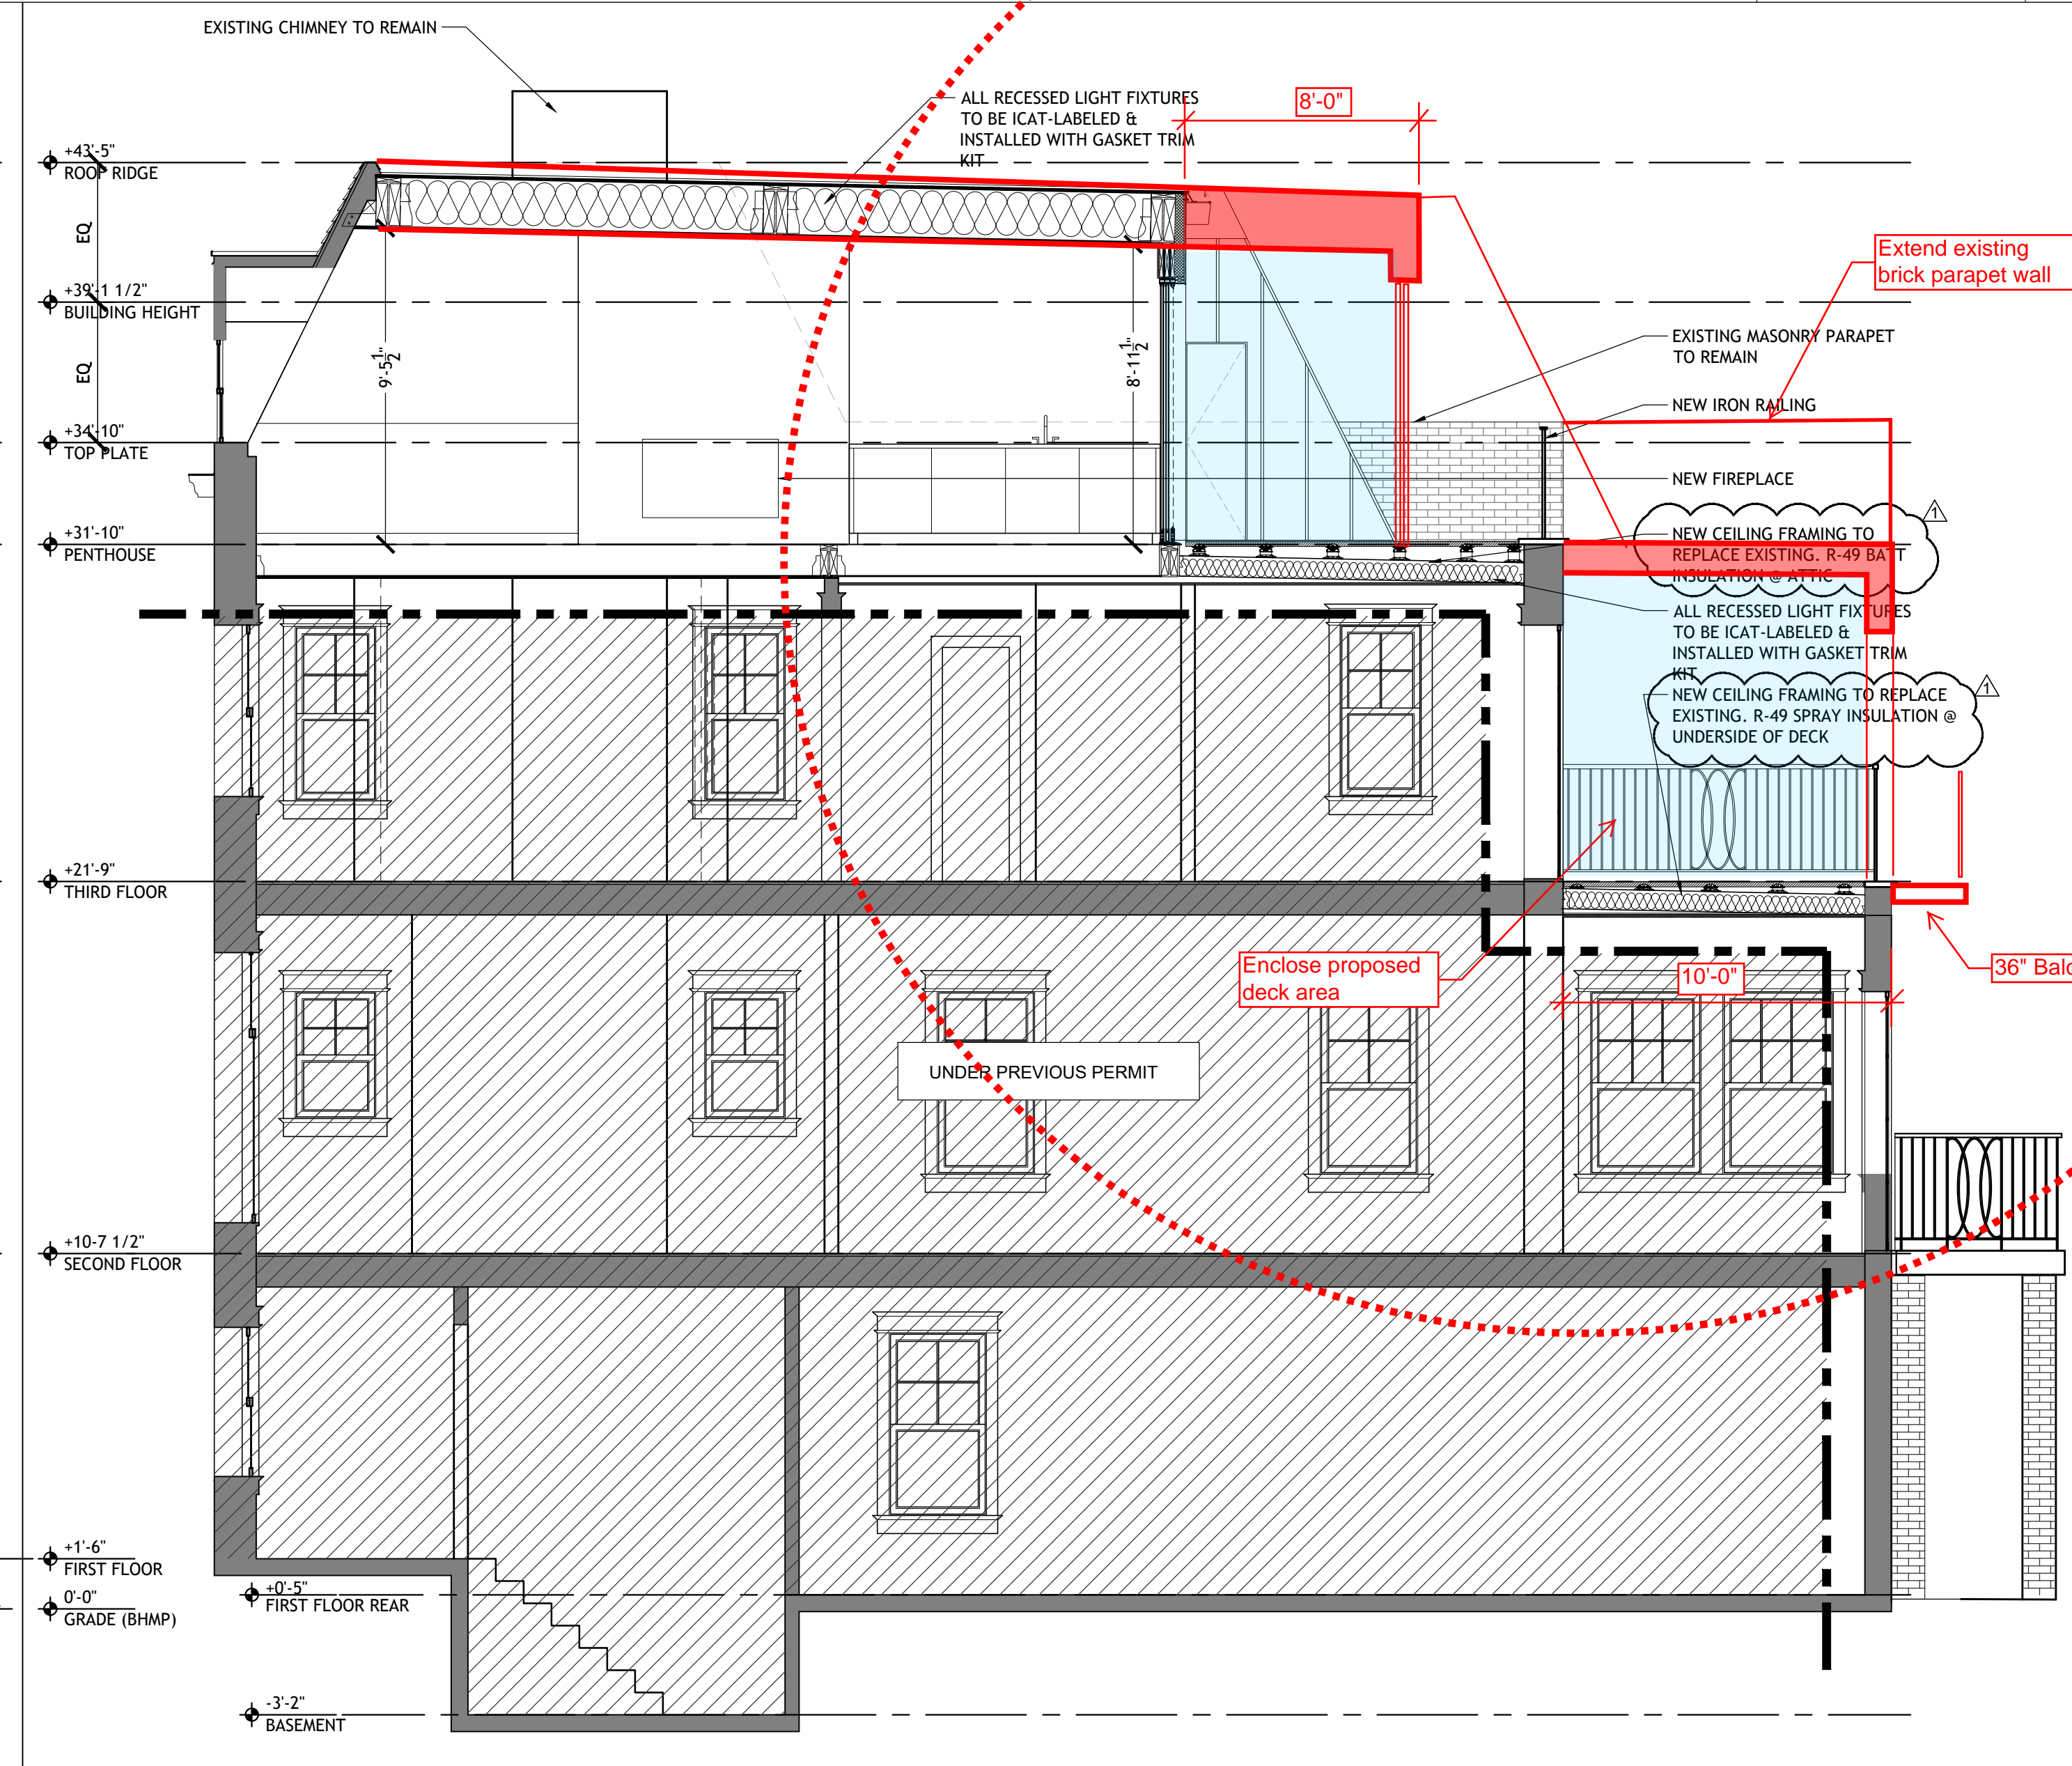 EXISTING CHIMNEY TO REMAIN
ALL RECESSED LIGHT FIXTURES
TO BE ICAT-LABELED &
INSTALLED WITH GASKET TRIM
KIT
8'-0"
+43'-5"
ROOF RIDGE
EQ
Extend existing
brick parapet wall
+39'-1 1/2"
BUILDING HEIGHT
EXISTING MASONRY PARAPET
TO REMAIN
EQ
9'-5 1/2"
8'-11 1/2"
NEW IRON RAILING
+34'-10"
TOP PLATE
NEW FIREPLACE
+31'-10"
PENTHOUSE
1
NEW CEILING FRAMING TO
REPLACE EXISTING. R-49 BATT
INSULATION @ ATTIC
ALL RECESSED LIGHT FIXTURES
TO BE ICAT-LABELED &
INSTALLED WITH GASKET TRIM
KIT
1
NEW CEILING FRAMING TO REPLACE
EXISTING. R-49 SPRAY INSULATION @
UNDERSIDE OF DECK
+21'-9"
THIRD FLOOR
Enclose proposed
deck area
10'-0"
36"
UNDER PREVIOUS PERMIT
+10-7 1/2"
SECOND FLOOR
+1'-6"
FIRST FLOOR
+0'-5"
FIRST FLOOR REAR
0'-0"
GRADE (BHMP)
-3'-2"
BASEMENT